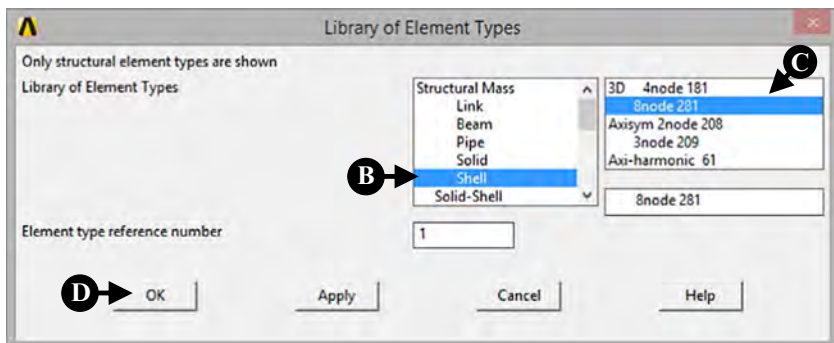 Library of Element Types
Only structural element types are shown
Library of Element Types
Structural Mass
Link
Beam
Pipe
Solid
Shell
Solid-Shell
3D 4node 181
8node 281
Axisym 2node 208
3node 209
Axi-harmonic 61
8node 281
B
C
Element type reference number
1
D
OK
Apply
Cancel
Help